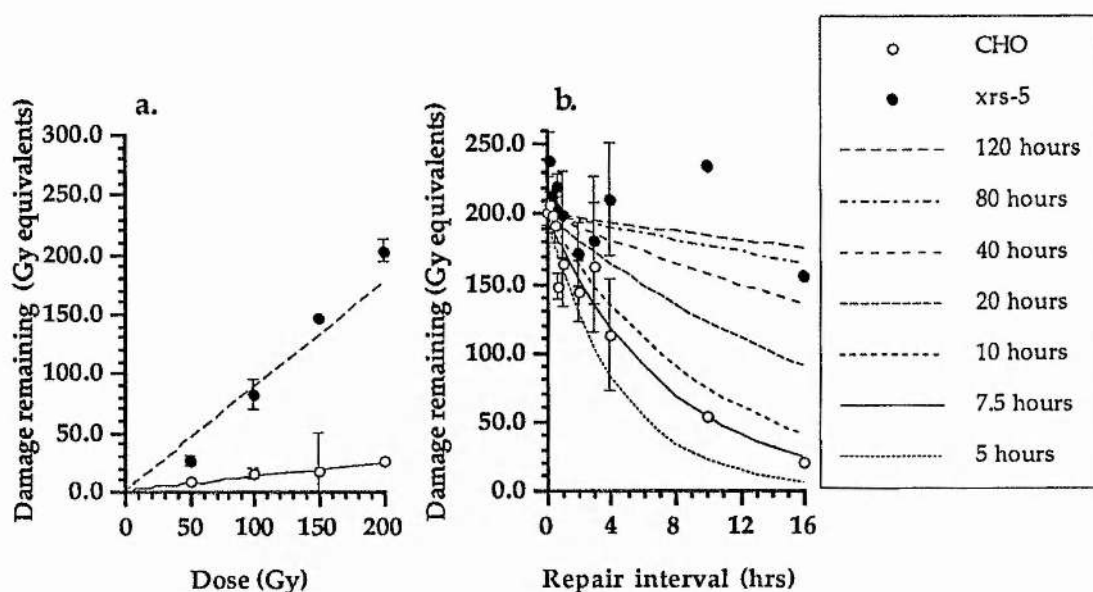 a.
Damage remaining (Gy equivalents)
300.0
250.0
200.0
150.0
100.0
50.0
0.0
0 50 100 150 200
Dose (Gy)
b.
Damage remaining (Gy equivalents)
250.0
200.0
150.0
100.0
50.0
0.0
0 4 8 12 16
Repair interval (hrs)
CHO
xrs-5
120 hours
80 hours
40 hours
20 hours
10 hours
7.5 hours
5 hours